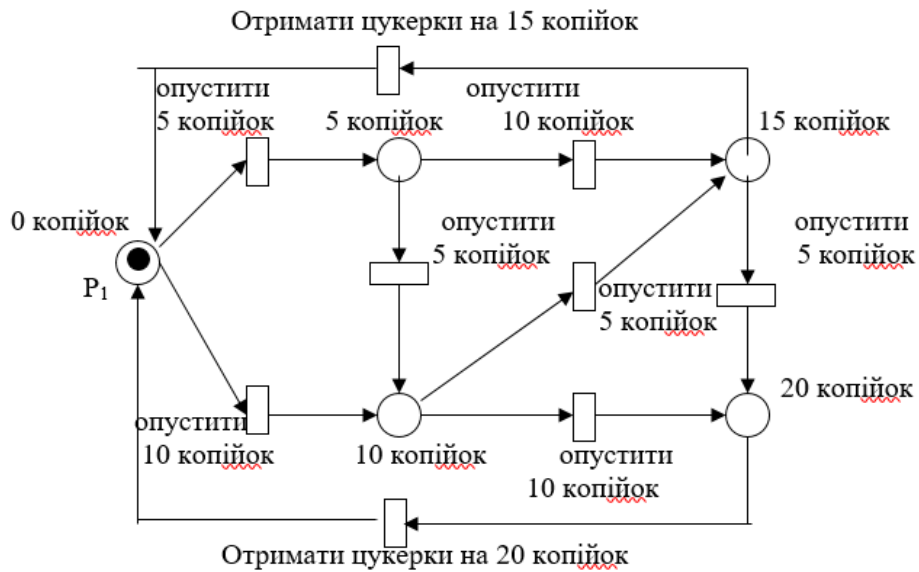 Отримати цукерки на 15 копійок
опустити
5 копійок
5 копійок
опустити
10 копійок
15 копійок
0 копійок
P1
опустити
5 копійок
опустити
5 копійок
опустити
5 копійок
20 копійок
опустити
10 копійок
10 копійок
опустити
10 копійок
Отримати цукерки на 20 копійок